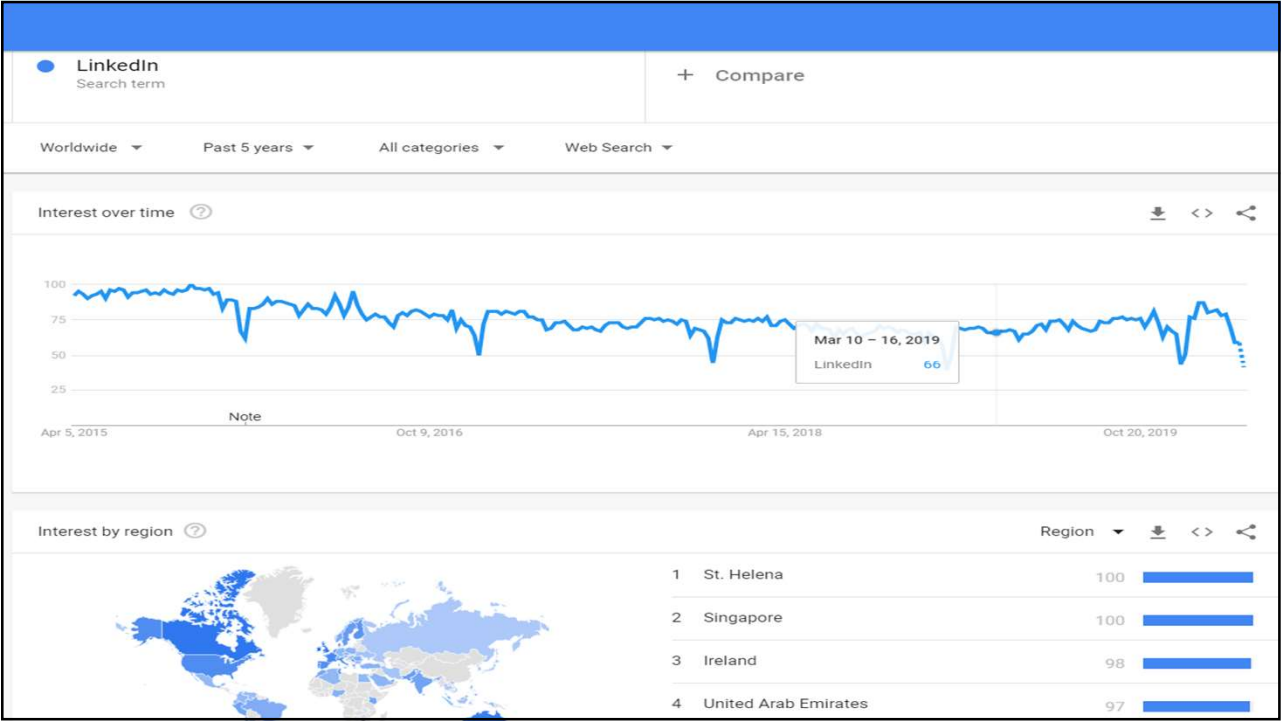 LinkedIn
Search term
+ Compare
Worldwide
Past 5 years
All categories
Web Search
Interest over time ?
100
75
50
25
Mar 10 – 16, 2019
LinkedIn 66
Note
Apr 5, 2015 Oct 9, 2016 Apr 15, 2018 Oct 20, 2019
Interest by region ?
Region
1 St. Helena 100
2 Singapore 100
3 Ireland 98
4 United Arab Emirates 97